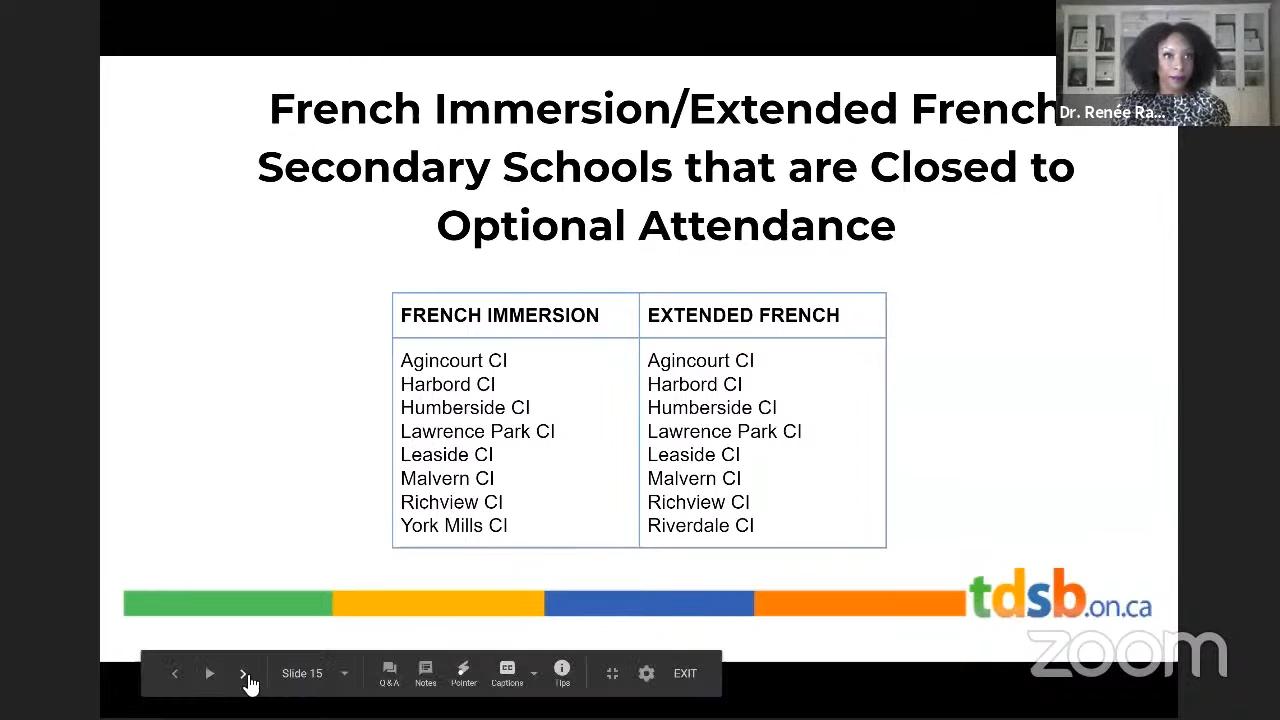 French Immersion/Extended French
Secondary Schools that are Closed to
Optional Attendance
Dr. Renée Ra...
FRENCH IMMERSION
Agincourt CI
Harbord CI
Humberside CI
Lawrence Park CI
Leaside CI
Malvern CI
Richview CI
York Mills CI
EXTENDED FRENCH
Agincourt CI
Harbord CI
Humberside CI
Lawrence Park CI
Leaside CI
Malvern CI
Richview CI
Riverdale CI
tdsb.on.ca
zoom
Slide 15
Q&A
Notes
Pointer
Captions
Tips
EXIT